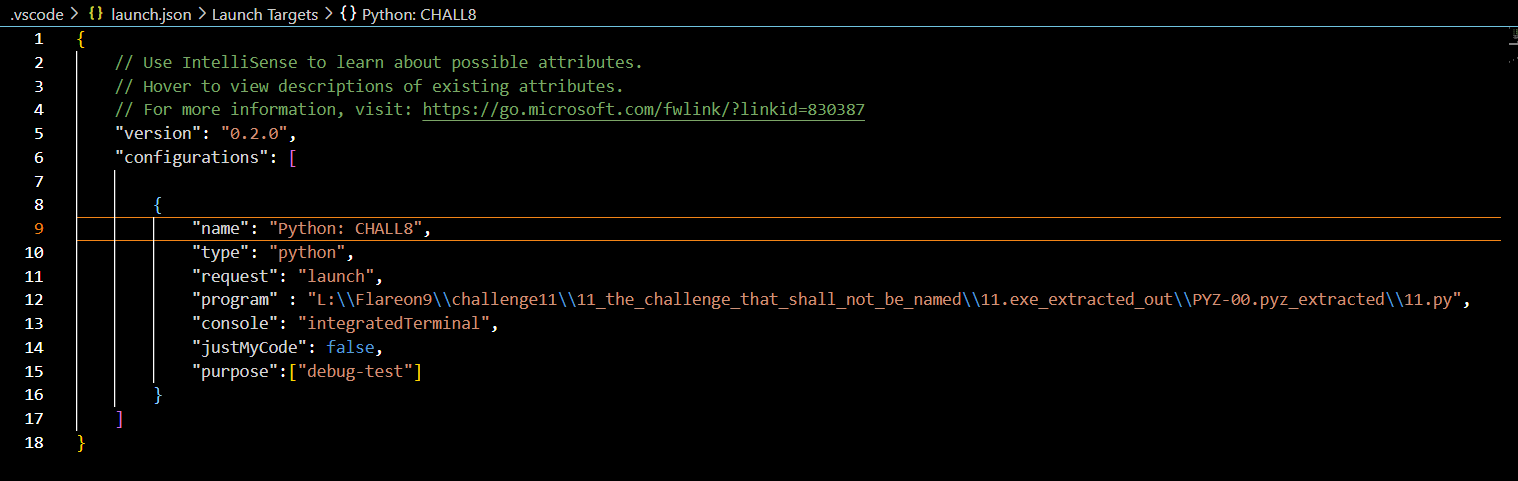 .vscode > {} launch.json > Launch Targets > {} Python: CHALL8
1 {
2 // Use IntelliSense to learn about possible attributes.
3 // Hover to view descriptions of existing attributes.
4 // For more information, visit: https://go.microsoft.com/fwlink/?linkid=830387
5 "version": "0.2.0",
6 "configurations": [
7
8 {
9 "name": "Python: CHALL8",
10 "type": "python",
11 "request": "launch",
12 "program" : "L:\\Flareon9\\challenge11\\11_the_challenge_that_shall_not_be_named\\11.exe_extracted_out\\PYZ-00.pyz_extracted\\11.py",
13 "console": "integratedTerminal",
14 "justMyCode": false,
15 "purpose":["debug-test"]
16 }
17 ]
18 }